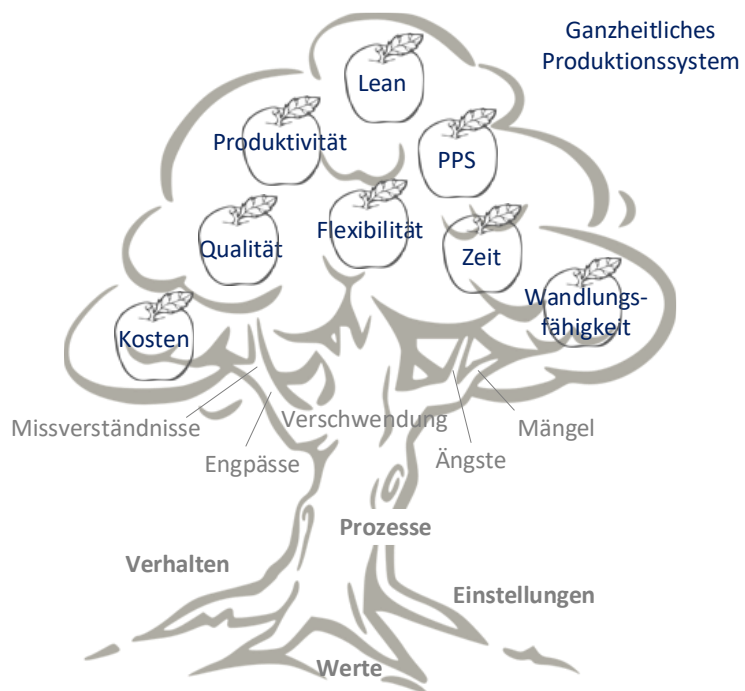 Ganzheitliches
Produktionssystem
Lean
Produktivität
PPS
Flexibilität
Qualität
Zeit
Wandlungs-
fähigkeit
Kosten
Missverständnisse
Verschwendung
Mängel
Engpässe
Ängste
Prozesse
Verhalten
Einstellungen
Werte